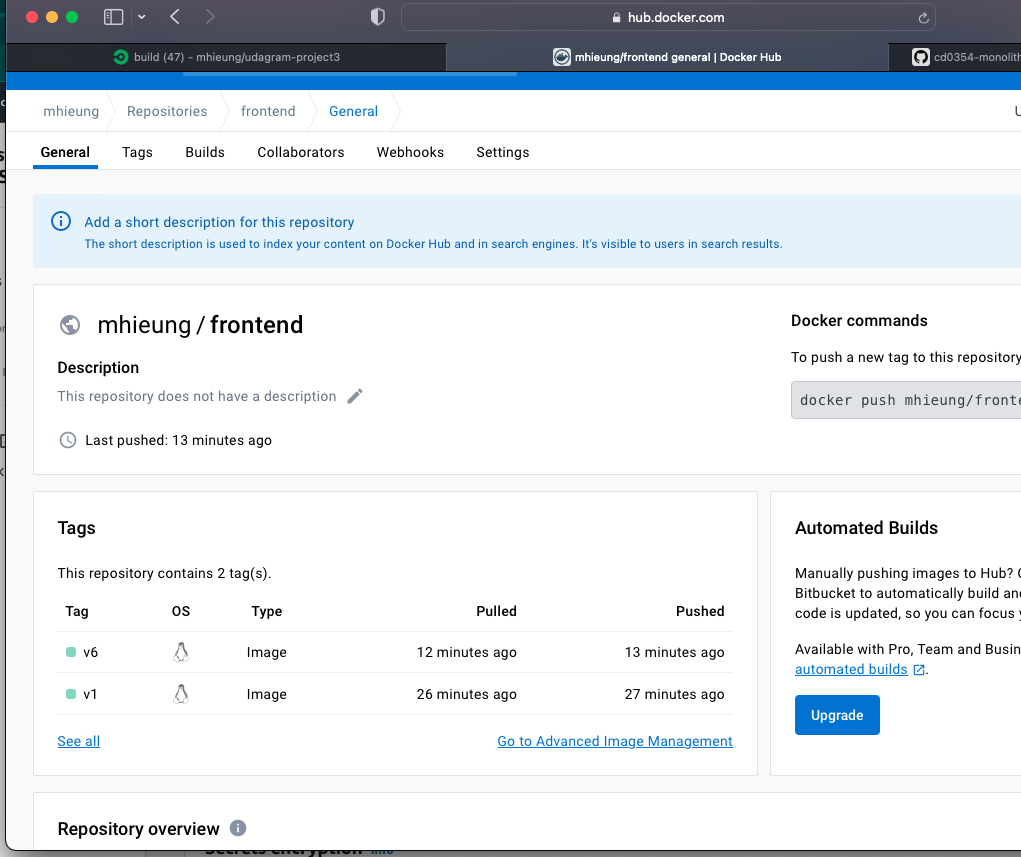 hub.docker.com
build (47) - mhieung/udagram-project3
mhieung/frontend general | Docker Hub
cd0354-monolith
mhieung
Repositories
frontend
General
General
Tags
Builds
Collaborators
Webhooks
Settings
Add a short description for this repository
The short description is used to index your content on Docker Hub and in search engines. It's visible to users in search results.
mhieung / frontend
Description
This repository does not have a description
Last pushed: 13 minutes ago
Docker commands
To push a new tag to this repository
docker push mhieung/fronte
Tags
This repository contains 2 tag(s).
Tag OS Type Pulled Pushed
v6 Image 12 minutes ago 13 minutes ago
v1 Image 26 minutes ago 27 minutes ago
See all
Go to Advanced Image Management
Automated Builds
Manually pushing images to Hub?
Bitbucket to automatically build and
code is updated, so you can focus
Available with Pro, Team and Busin
automated builds .
Upgrade
Repository overview
Secrets encryption Info